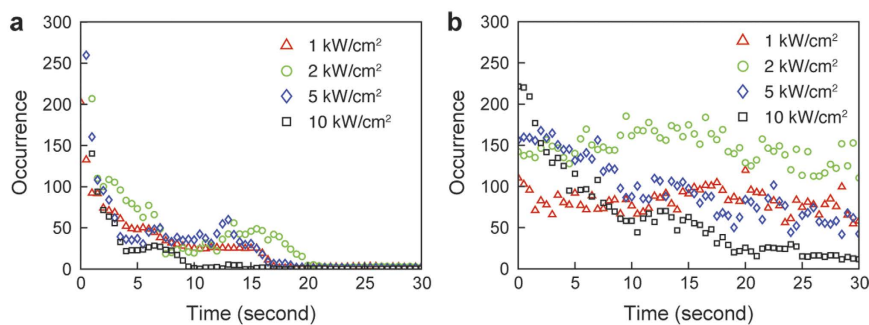 a
300
250
200
150
100
50
0
Occurrence
0 5 10 15 20 25 30
Time (second)
1 kW/cm²
2 kW/cm²
5 kW/cm²
10 kW/cm²
b
300
250
200
150
100
50
0
Occurrence
0 5 10 15 20 25 30
Time (second)
1 kW/cm²
2 kW/cm²
5 kW/cm²
10 kW/cm²